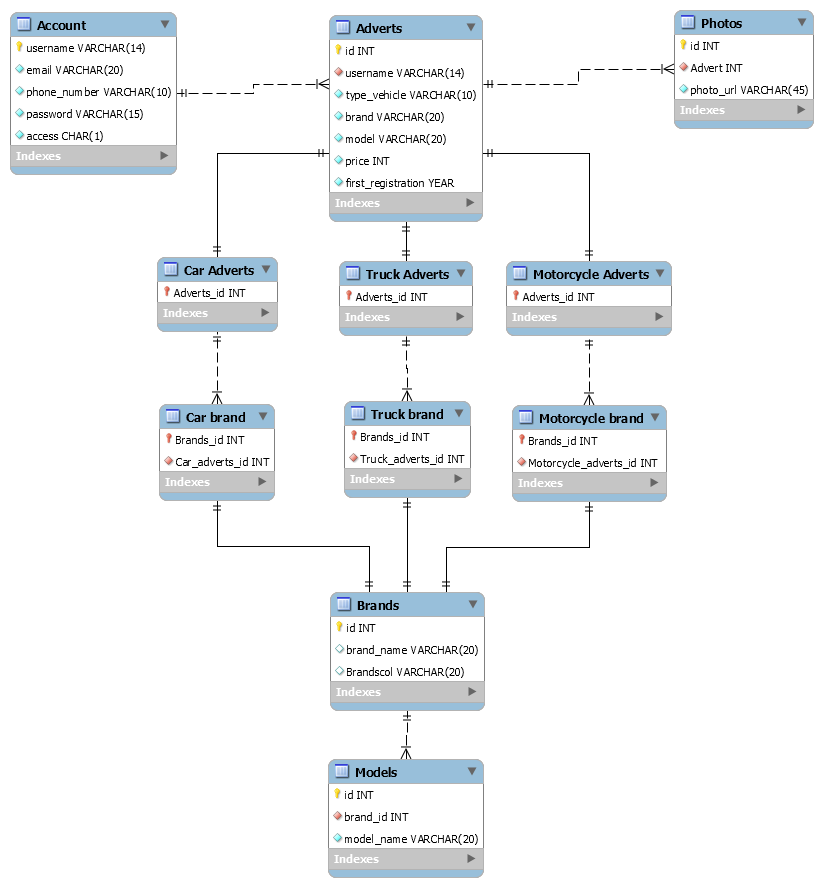 Account
username VARCHAR(14)
email VARCHAR(20)
phone_number VARCHAR(10)
password VARCHAR(15)
access CHAR(1)
Indexes
Adverts
id INT
username VARCHAR(14)
type_vehicle VARCHAR(10)
brand VARCHAR(20)
model VARCHAR(20)
price INT
first_registration YEAR
Indexes
Photos
id INT
Advert INT
photo_url VARCHAR(45)
Indexes
Car Adverts
Adverts_id INT
Indexes
Truck Adverts
Adverts_id INT
Indexes
Motorcycle Adverts
Adverts_id INT
Indexes
Car brand
Brands_id INT
Car_adverts_id INT
Indexes
Truck brand
Brands_id INT
Truck_adverts_id INT
Indexes
Motorcycle brand
Brands_id INT
Motorcycle_adverts_id INT
Indexes
Brands
id INT
brand_name VARCHAR(20)
Brandscol VARCHAR(20)
Indexes
Models
id INT
brand_id INT
model_name VARCHAR(20)
Indexes